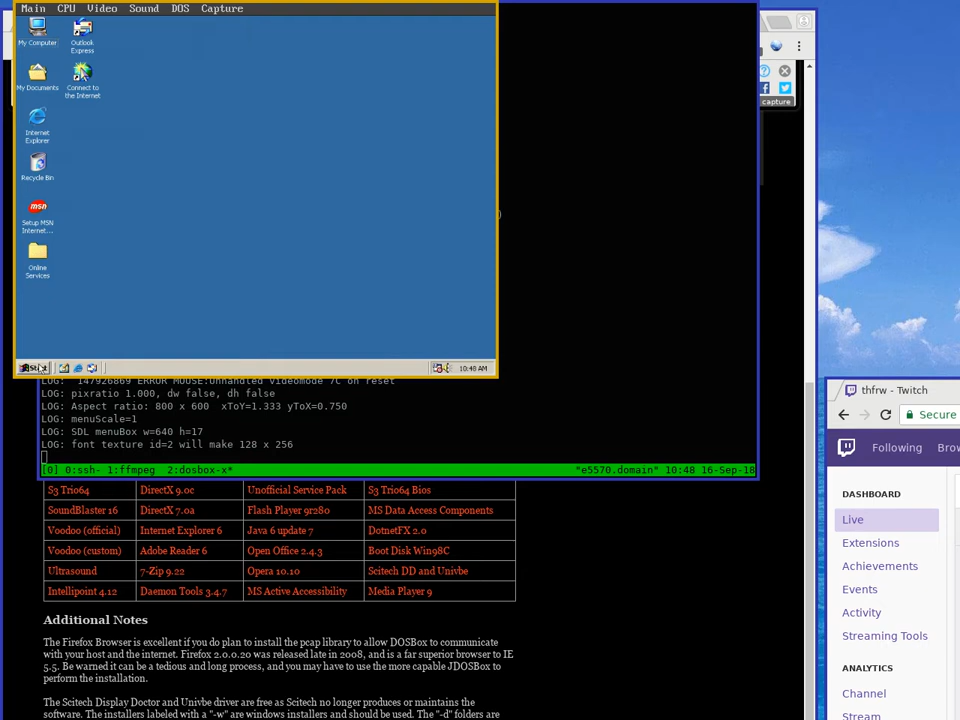 Main CPU Video Sound DOS Capture
My Computer
Outlook
Express
My Documents
Connect to
the Internet
Internet
Explorer
Recycle Bin
msn
Setup MSN
Internet...
Online
Services
Start
10:48 AM
capture
LOG: 147926869 ERROR MOUSE:Unhandled videomode 7C on reset
LOG: pixratio 1.000, dw false, dh false
LOG: Aspect ratio: 800 x 600 xToY=1.333 yToX=0.750
LOG: menuScale=1
LOG: SDL menuBox w=640 h=17
LOG: font texture id=2 will make 128 x 256
[0] 0:ssh- 1:ffmpeg 2:dosbox-x* "e5570.domain" 10:48 16-Sep-18
S3 Trio64 DirectX 9.0c Unofficial Service Pack S3 Trio64 Bios
SoundBlaster 16 DirectX 7.0a Flash Player 9r280 MS Data Access Components
Voodoo (official) Internet Explorer 6 Java 6 update 7 DotnetFX 2.0
Voodoo (custom) Adobe Reader 6 Open Office 2.4.3 Boot Disk Win98C
Ultrasound 7-Zip 9.22 Opera 10.10 Scitech DD and Univbe
Intellipoint 4.12 Daemon Tools 3.4.7 MS Active Accessibility Media Player 9
Additional Notes
The Firefox Browser is excellent if you do plan to install the pcap library to allow DOSBox to communicate
with your host and the internet. Firefox 2.0.0.20 was released late in 2008, and is a far superior browser to IE
5.5. Be warned it can be a tedious and long process, and you may have to use the more capable JDOSBox to
perform the installation.
The Scitech Display Doctor and Univbe driver are free as Scitech no longer produces or maintains the
software. The installers labeled with a "-w" are windows installers and should be used. The "-d" folders are
thfrw - Twitch
Secure
Following Brow
DASHBOARD
Live
Extensions
Achievements
Events
Activity
Streaming Tools
ANALYTICS
Channel
Stream